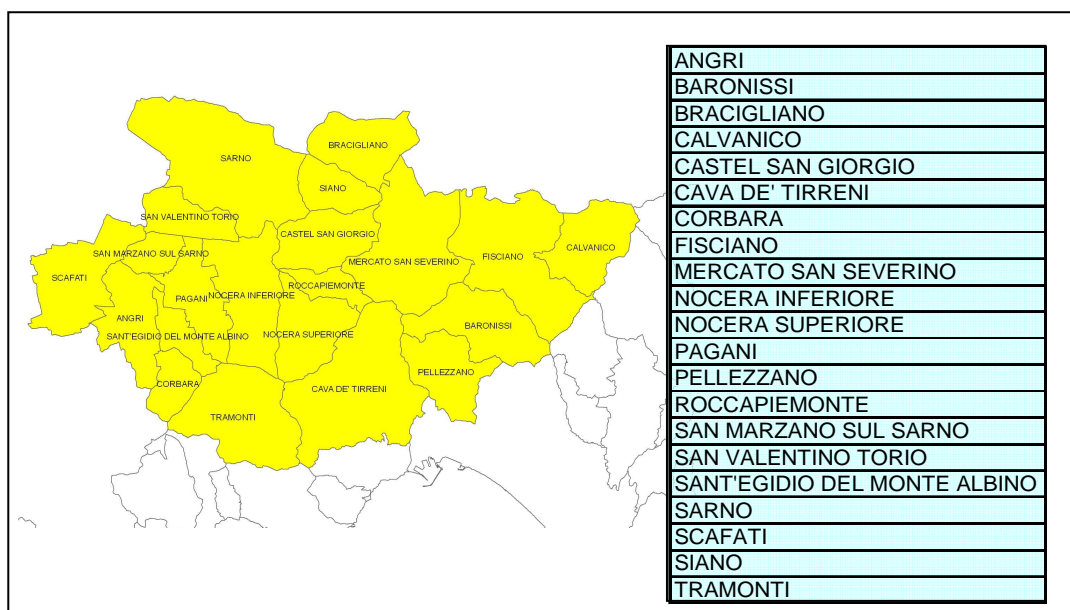 BRACIGLIANO
SARNO
SIANO
SAN VALENTINO TORIO
CASTEL SAN GIORGIO
CALVANICO
SAN MARZANO SUL SARNO
FISCIANO
MERCATO SAN SEVERINO
SCAFATI
ROCCAPIEMONTE
NOCERA INFERIORE
PAGANI
ANGRI
BARONISSI
NOCERA SUPERIORE
SANT'EGIDIO DEL MONTE ALBINO
PELLEZZANO
CORBARA
CAVA DE' TIRRENI
TRAMONTI
ANGRI
BARONISSI
BRACIGLIANO
CALVANICO
CASTEL SAN GIORGIO
CAVA DE' TIRRENI
CORBARA
FISCIANO
MERCATO SAN SEVERINO
NOCERA INFERIORE
NOCERA SUPERIORE
PAGANI
PELLEZZANO
ROCCAPIEMONTE
SAN MARZANO SUL SARNO
SAN VALENTINO TORIO
SANT'EGIDIO DEL MONTE ALBINO
SARNO
SCAFATI
SIANO
TRAMONTI